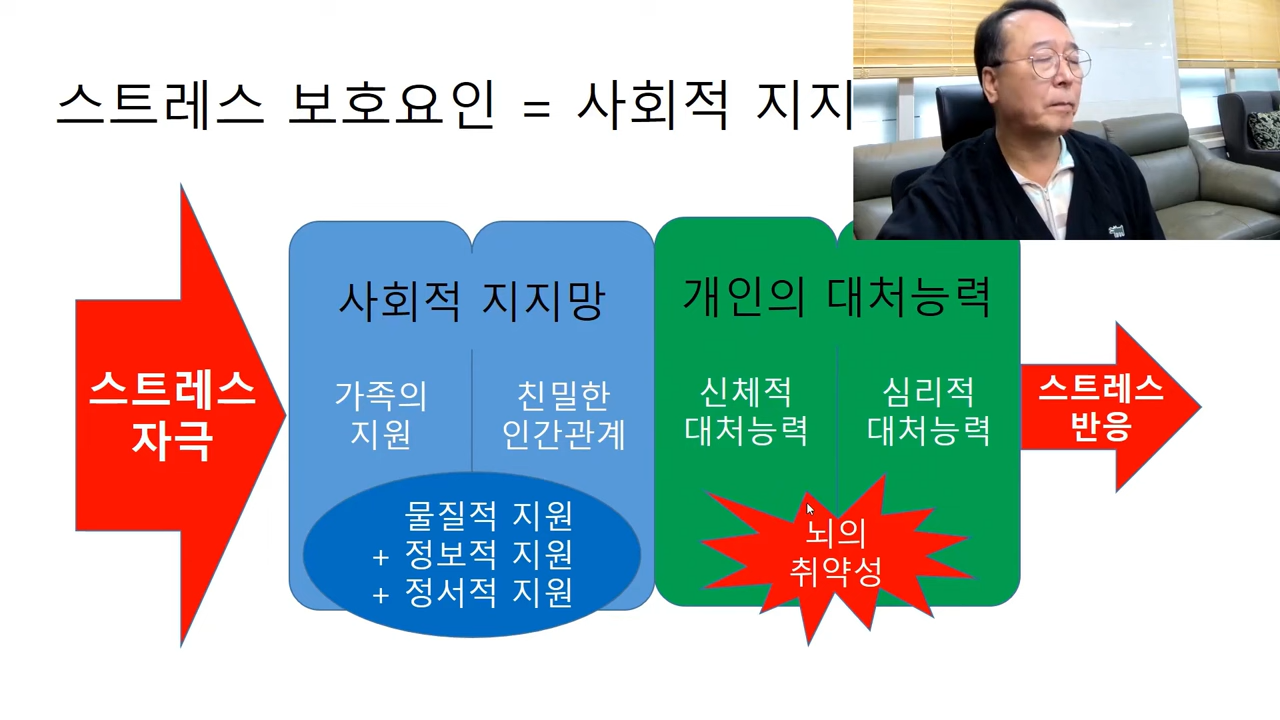 스트레스 보호요인 = 사회적 지지
사회적 지지망
개인의 대처능력
스트레스
자극
가족의
지원
친밀한
인간관계
신체적
대처능력
심리적
대처능력
스트레스
반응
물질적 지원
+ 정보적 지원
+ 정서적 지원
뇌의
취약성